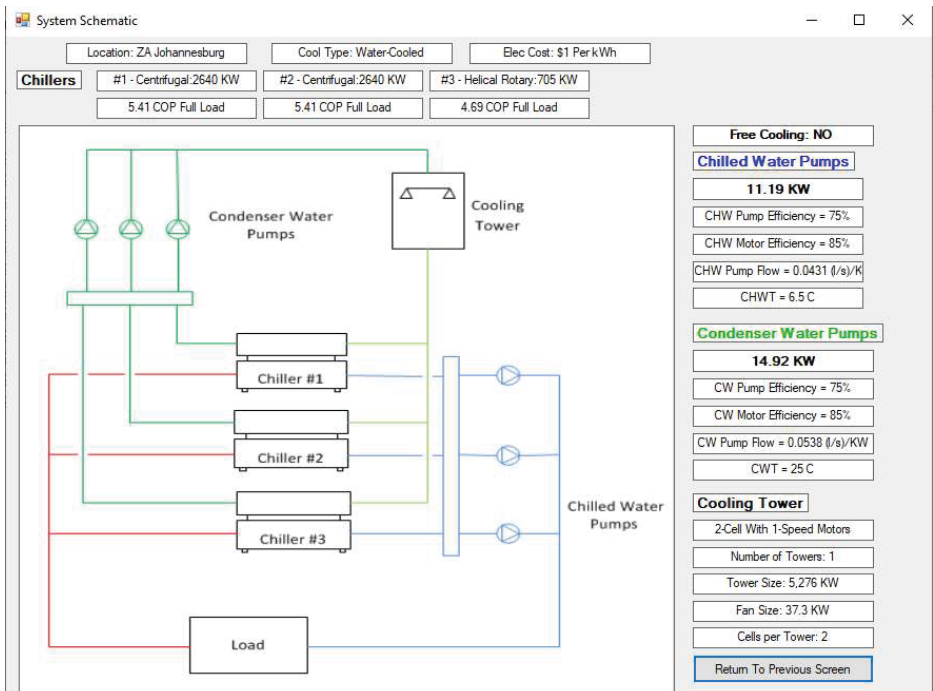 System Schematic
Location: ZA Johannesburg
Cool Type: Water-Cooled
Elec Cost: $1 Per kWh
Chillers
#1 - Centrifugal:2640 KW
#2 - Centrifugal:2640 KW
#3 - Helical Rotary:705 KW
5.41 COP Full Load
5.41 COP Full Load
4.69 COP Full Load
Condenser Water
Pumps
Cooling
Tower
Chiller #1
Chiller #2
Chiller #3
Chilled Water
Pumps
Load
Free Cooling: NO
Chilled Water Pumps
11.19 KW
CHW Pump Efficiency = 75%
CHW Motor Efficiency = 85%
CHW Pump Flow = 0.0431 (l/s)/K
CHWT = 6.5 C
Condenser Water Pumps
14.92 KW
CW Pump Efficiency = 75%
CW Motor Efficiency = 85%
CW Pump Flow = 0.0538 (l/s)/KW
CWT = 25 C
Cooling Tower
2-Cell With 1-Speed Motors
Number of Towers: 1
Tower Size: 5,276 KW
Fan Size: 37.3 KW
Cells per Tower: 2
Return To Previous Screen